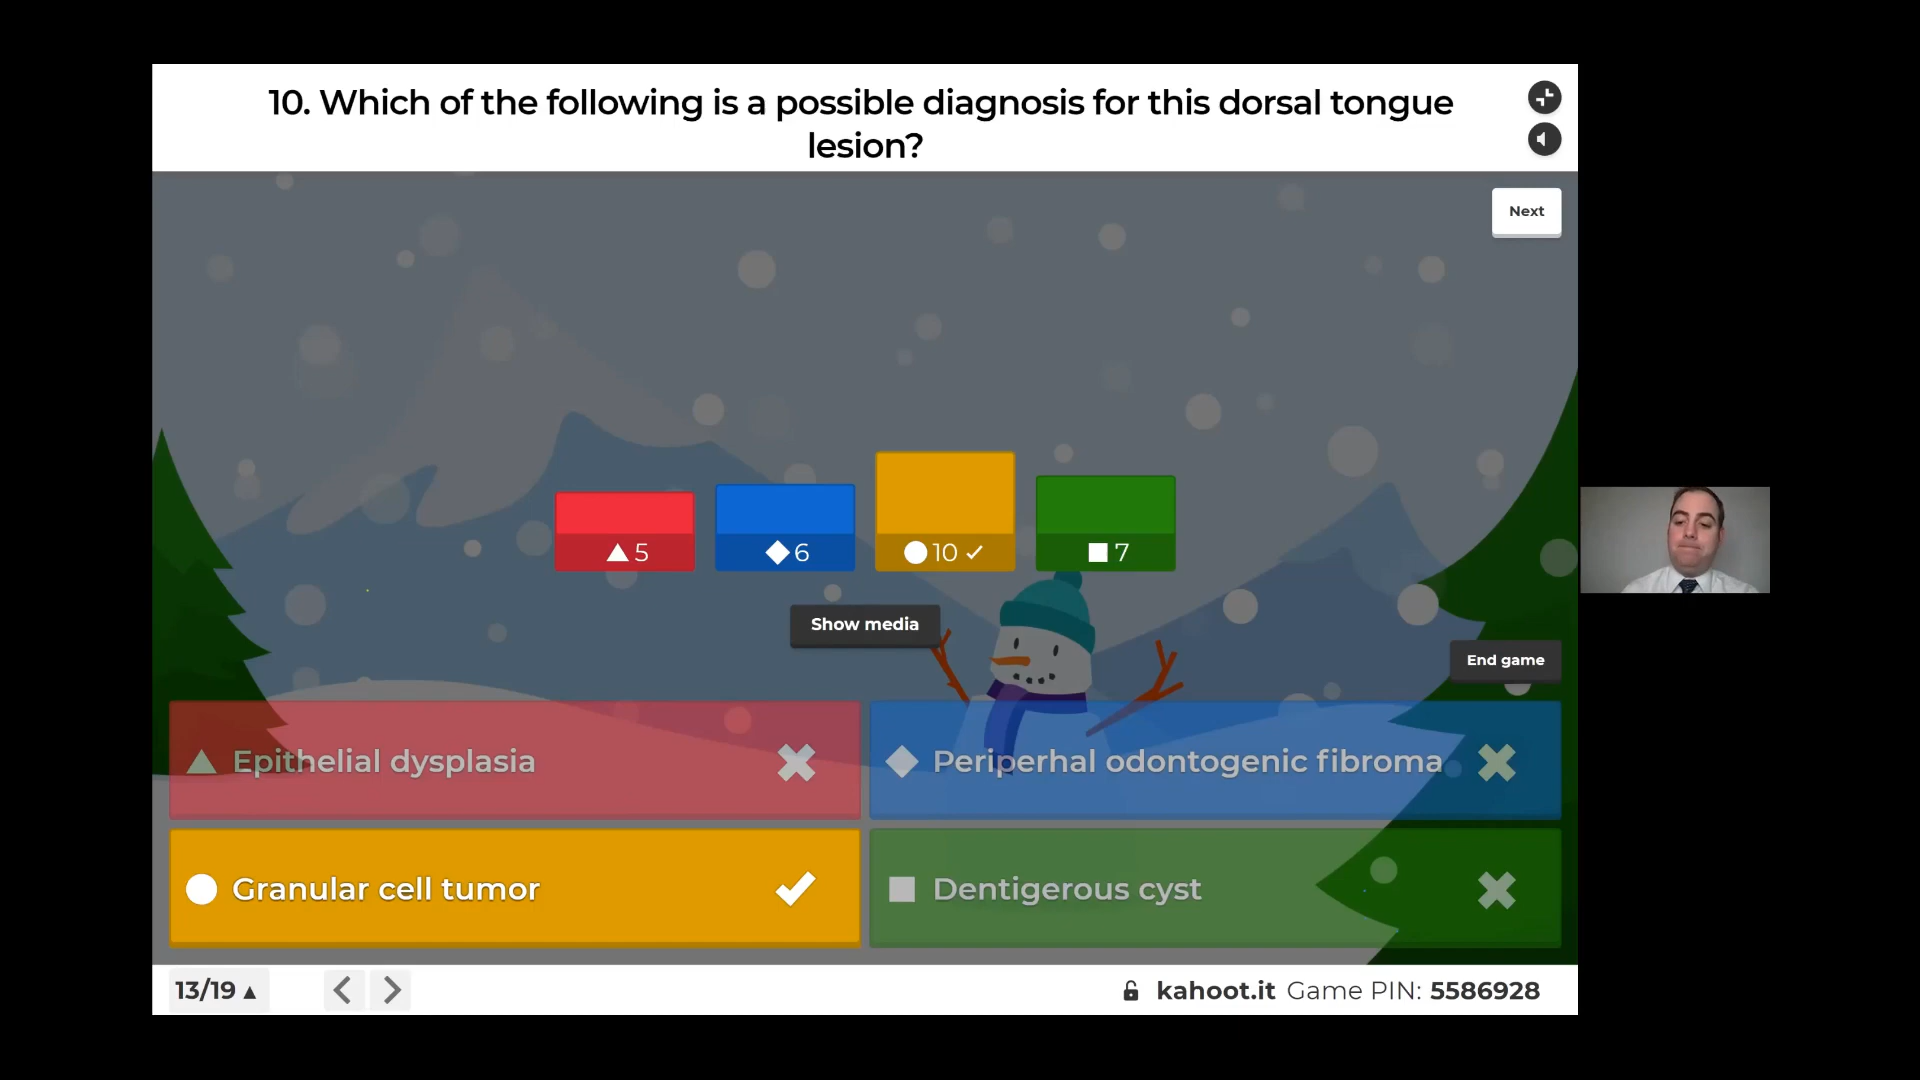 10. Which of the following is a possible diagnosis for this dorsal tongue
lesion?
Next
5
6
10
7
Show media
End game
Epithelial dysplasia
Periperhal odontogenic fibroma
Granular cell tumor
Dentigerous cyst
13/19
kahoot.it Game PIN: 5586928